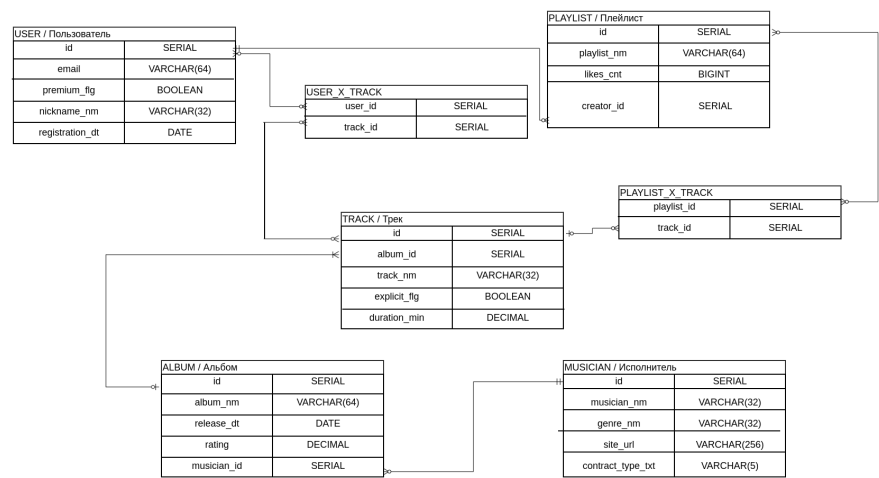 USER / Пользователь
id SERIAL
email VARCHAR(64)
premium_flg BOOLEAN
nickname_nm VARCHAR(32)
registration_dt DATE
USER_X_TRACK
user_id SERIAL
track_id SERIAL
PLAYLIST / Плейлист
id SERIAL
playlist_nm VARCHAR(64)
likes_cnt BIGINT
creator_id SERIAL
PLAYLIST_X_TRACK
playlist_id SERIAL
track_id SERIAL
TRACK / Трек
id SERIAL
album_id SERIAL
track_nm VARCHAR(32)
explicit_flg BOOLEAN
duration_min DECIMAL
ALBUM / Альбом
id SERIAL
album_nm VARCHAR(64)
release_dt DATE
rating DECIMAL
musician_id SERIAL
MUSICIAN / Исполнитель
id SERIAL
musician_nm VARCHAR(32)
genre_nm VARCHAR(32)
site_url VARCHAR(256)
contract_type_txt VARCHAR(5)